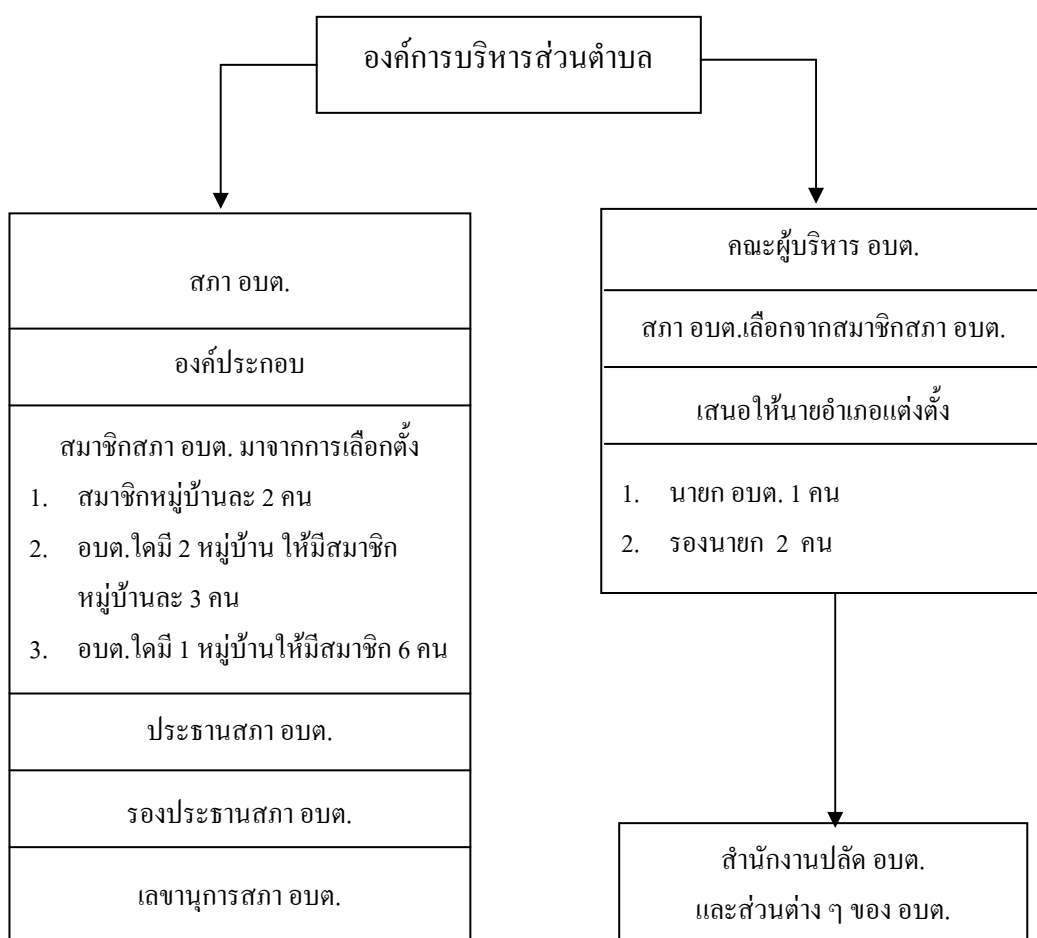 องค์การบริหารส่วนตำบล
สภา อบต.
องค์ประกอบ
สมาชิกสภา อบต. มาจากการเลือกตั้ง
1. สมาชิกหมู่บ้านละ 2 คน
2. อบต.ใดมี 2 หมู่บ้าน ให้มีสมาชิก
หมู่บ้านละ 3 คน
3. อบต.ใดมี 1 หมู่บ้านให้มีสมาชิก 6 คน
ประธานสภา อบต.
รองประธานสภา อบต.
เลขานุการสภา อบต.
คณะผู้บริหาร อบต.
สภา อบต.เลือกจากสมาชิกสภา อบต.
เสนอให้นายอำเภอแต่งตั้ง
1. นายก อบต. 1 คน
2. รองนายก 2 คน
สำนักงานปลัด อบต.
และส่วนต่าง ๆ ของ อบต.